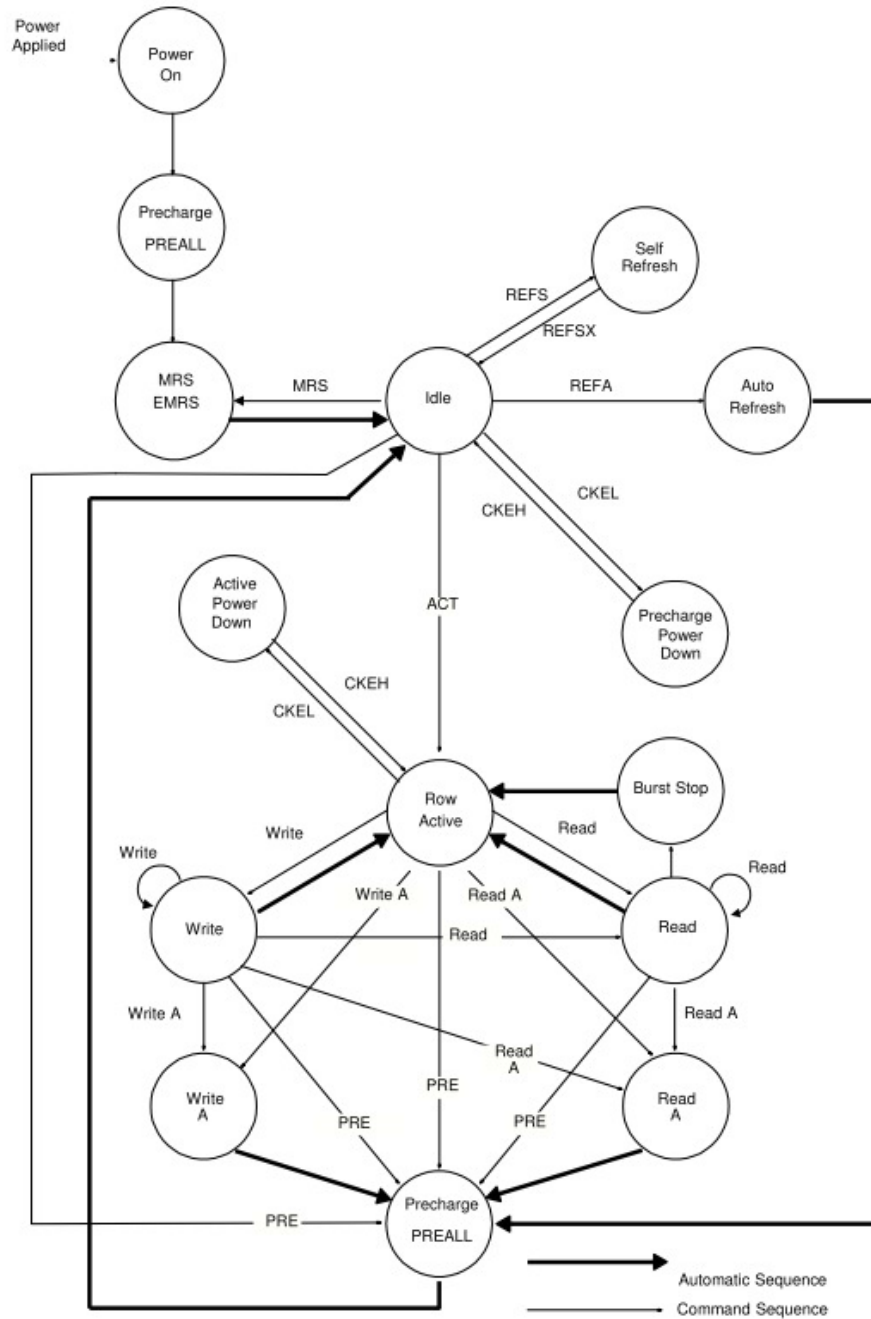 Power
Applied
Power
On
Precharge
PREALL
Self
Refresh
REFS
REFSX
MRS
EMRS
MRS
Idle
REFA
Auto
Refresh
CKEL
CKEH
Active
Power
Down
ACT
Precharge
Power
Down
CKEH
CKEL
Burst Stop
Row
Active
Write
Read
Write
Read
Write A
Read A
Write
Read
Read
Write A
Read A
Read
A
Write
A
PRE
Read
A
PRE
PRE
Precharge
PREALL
PRE
Automatic Sequence
Command Sequence